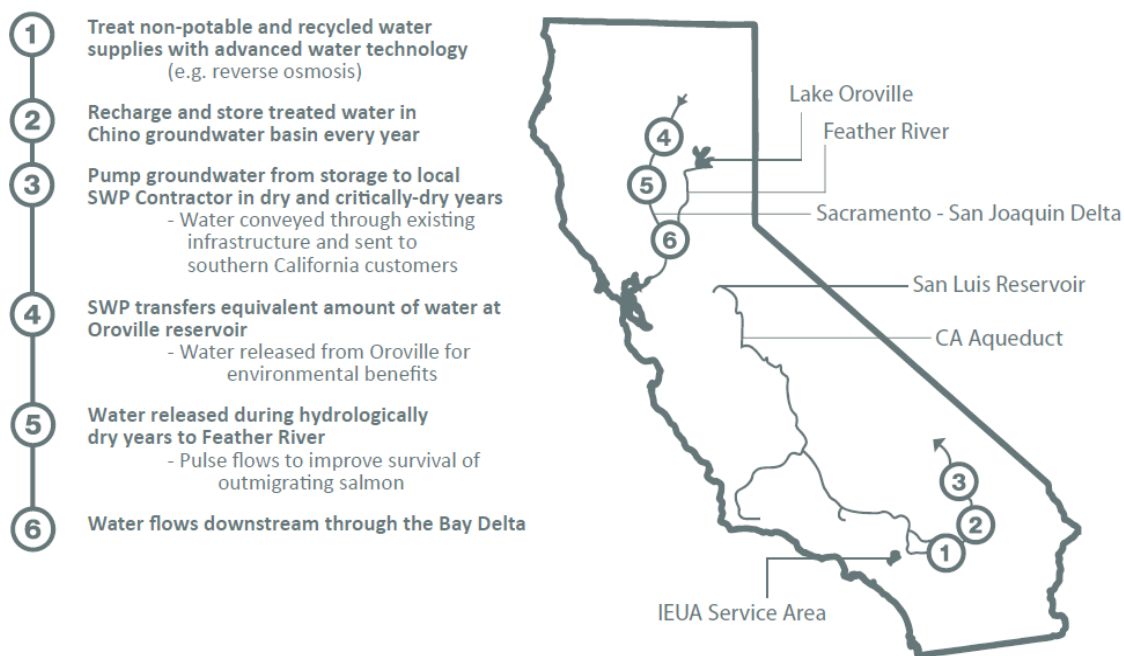 1
Treat non-potable and recycled water
supplies with advanced water technology
(e.g. reverse osmosis)
2
Recharge and store treated water in
Chino groundwater basin every year
3
Pump groundwater from storage to local
SWP Contractor in dry and critically-dry years
- Water conveyed through existing
infrastructure and sent to
southern California customers
4
SWP transfers equivalent amount of water at
Oroville reservoir
- Water released from Oroville for
environmental benefits
5
Water released during hydrologically
dry years to Feather River
- Pulse flows to improve survival of
outmigrating salmon
6
Water flows downstream through the Bay Delta
Lake Oroville
Feather River
Sacramento - San Joaquin Delta
San Luis Reservoir
CA Aqueduct
IEUA Service Area
4
5
6
3
2
1